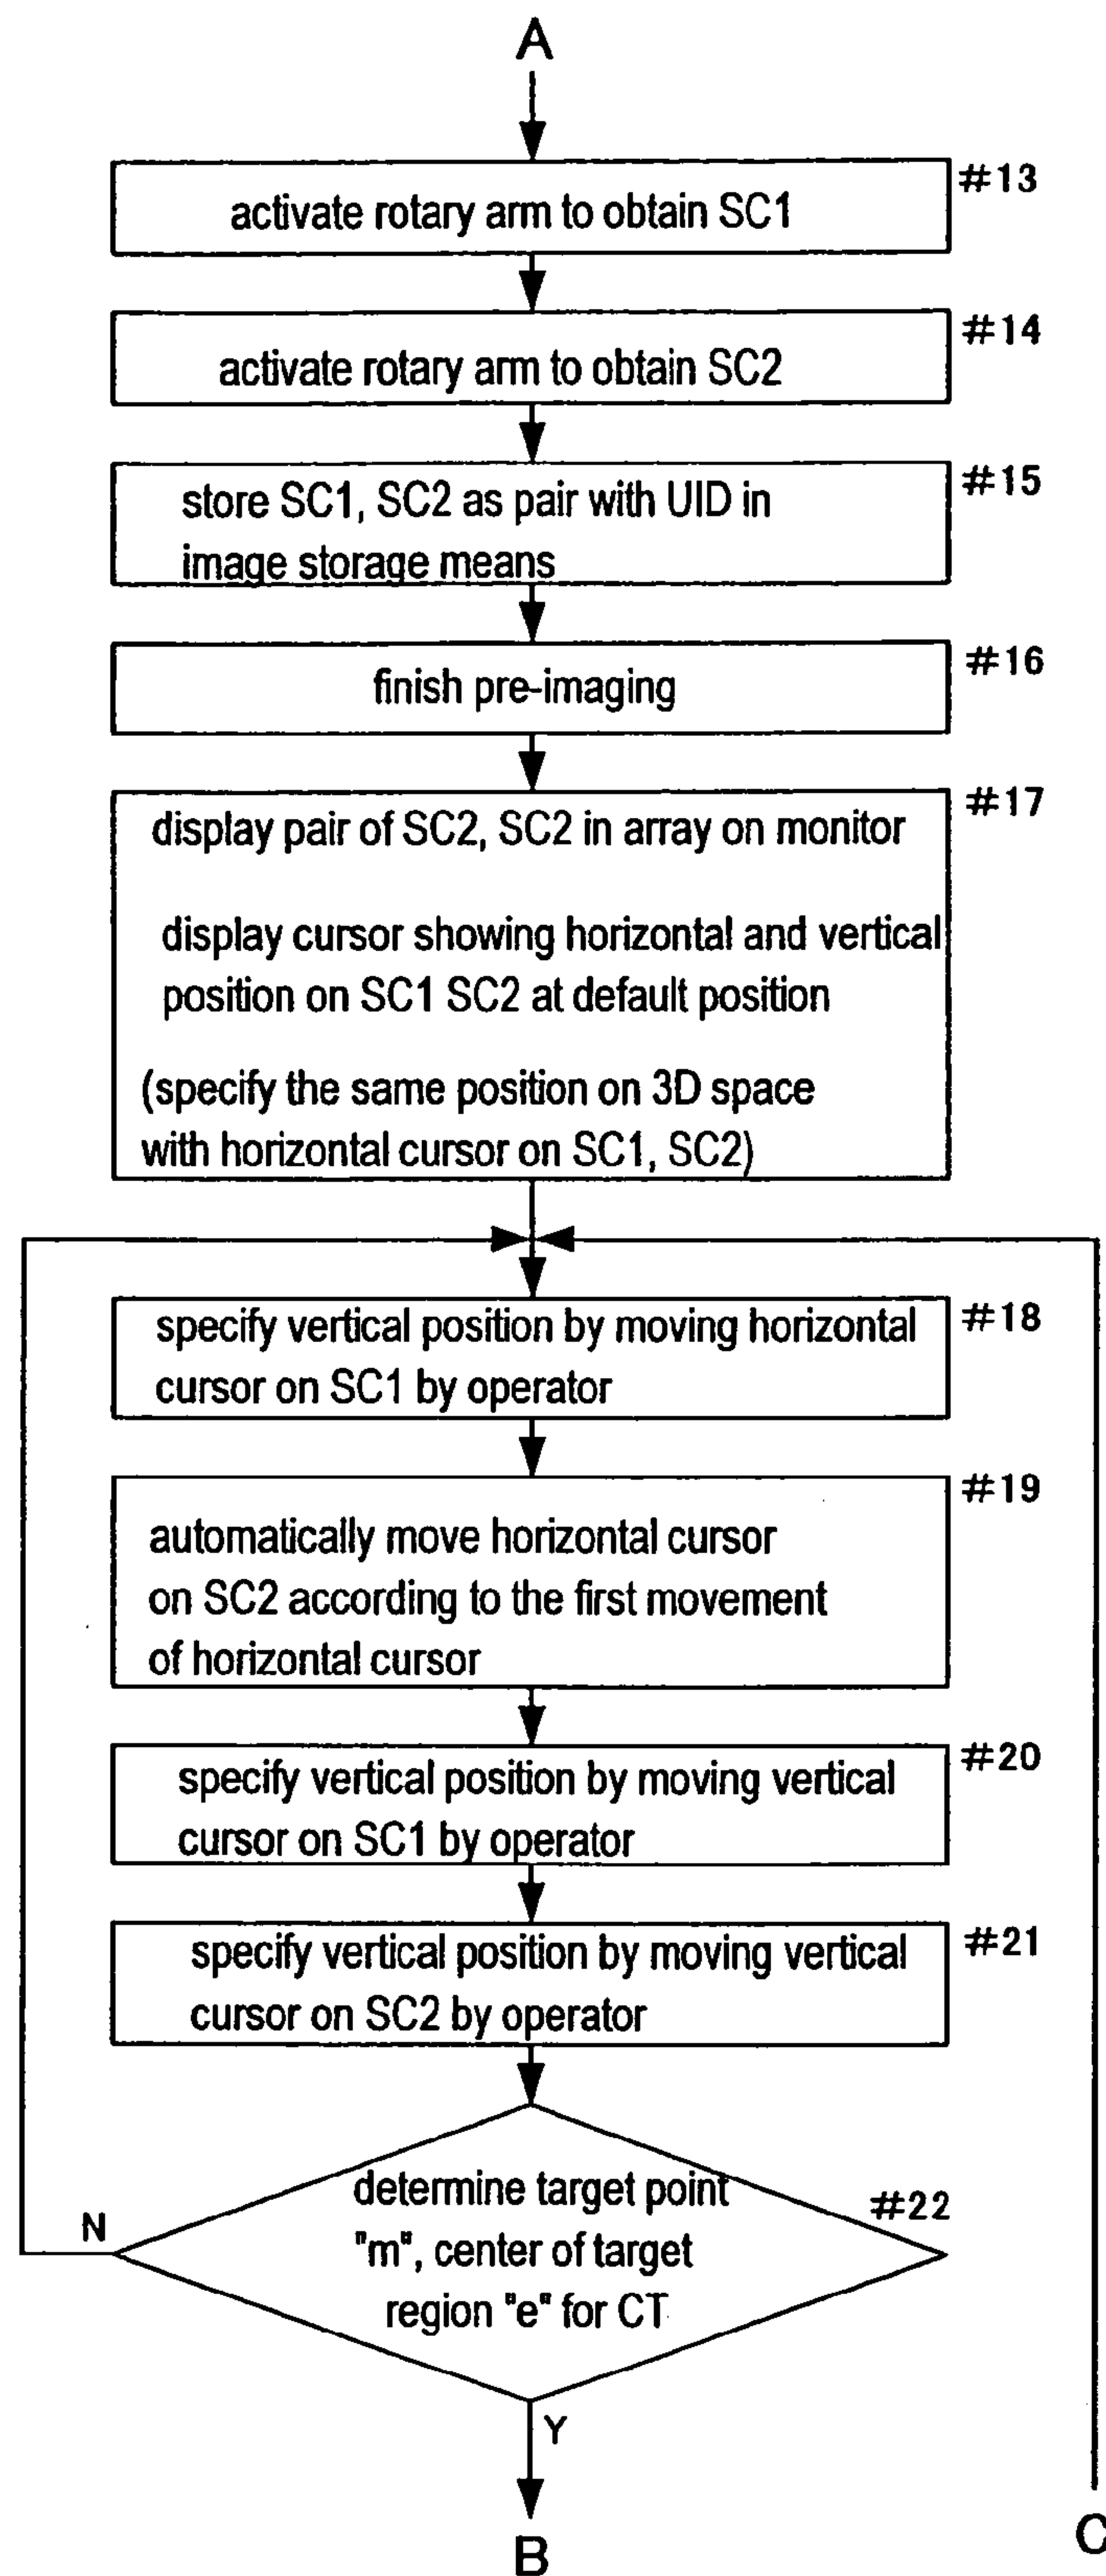 A
#13
activate rotary arm to obtain SC1
#14
activate rotary arm to obtain SC2
#15
store SC1, SC2 as pair with UID in
image storage means
#16
finish pre-imaging
#17
display pair of SC2, SC2 in array on monitor
display cursor showing horizontal and vertical
position on SC1 SC2 at default position
(specify the same position on 3D space
with horizontal cursor on SC1, SC2)
#18
specify vertical position by moving horizontal
cursor on SC1 by operator
#19
automatically move horizontal cursor
on SC2 according to the first movement
of horizontal cursor
#20
specify vertical position by moving vertical
cursor on SC1 by operator
#21
specify vertical position by moving vertical
cursor on SC2 by operator
#22
determine target point
"m", center of target
region "e" for CT
N
Y
B
C